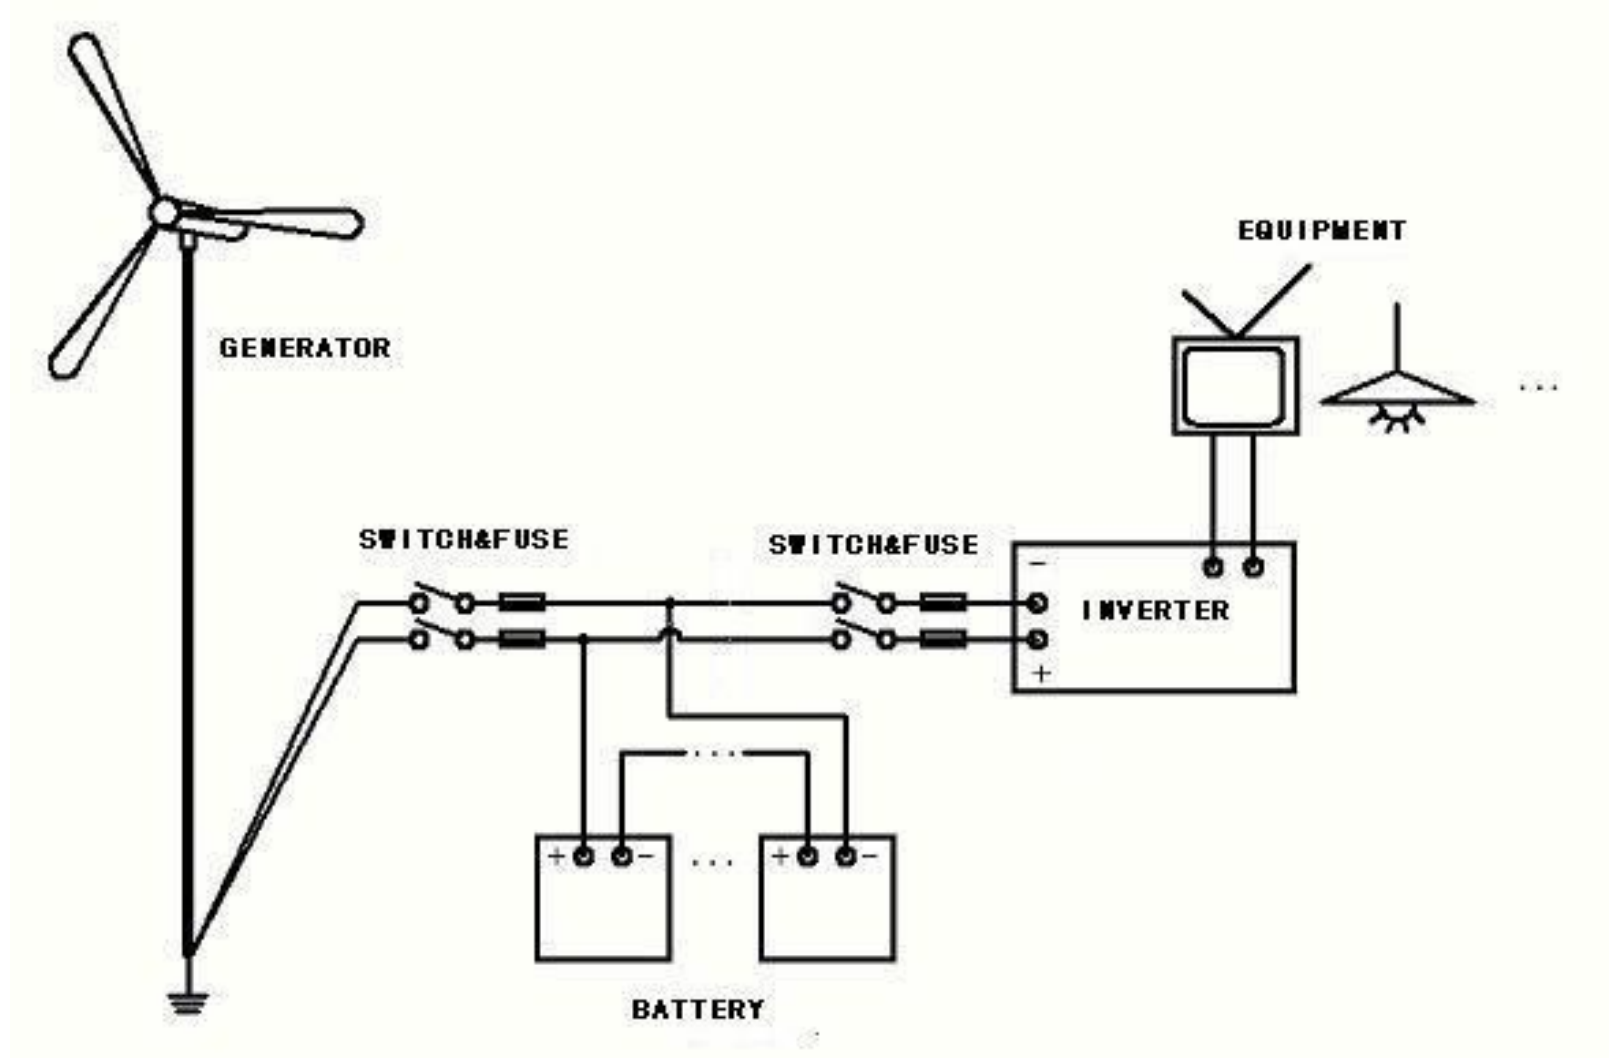 EQUIPMENT
...
GENERATOR
SWITCH&FUSE
SWITCH&FUSE
-
INVERTER
+
...
+ - ... + -
BATTERY